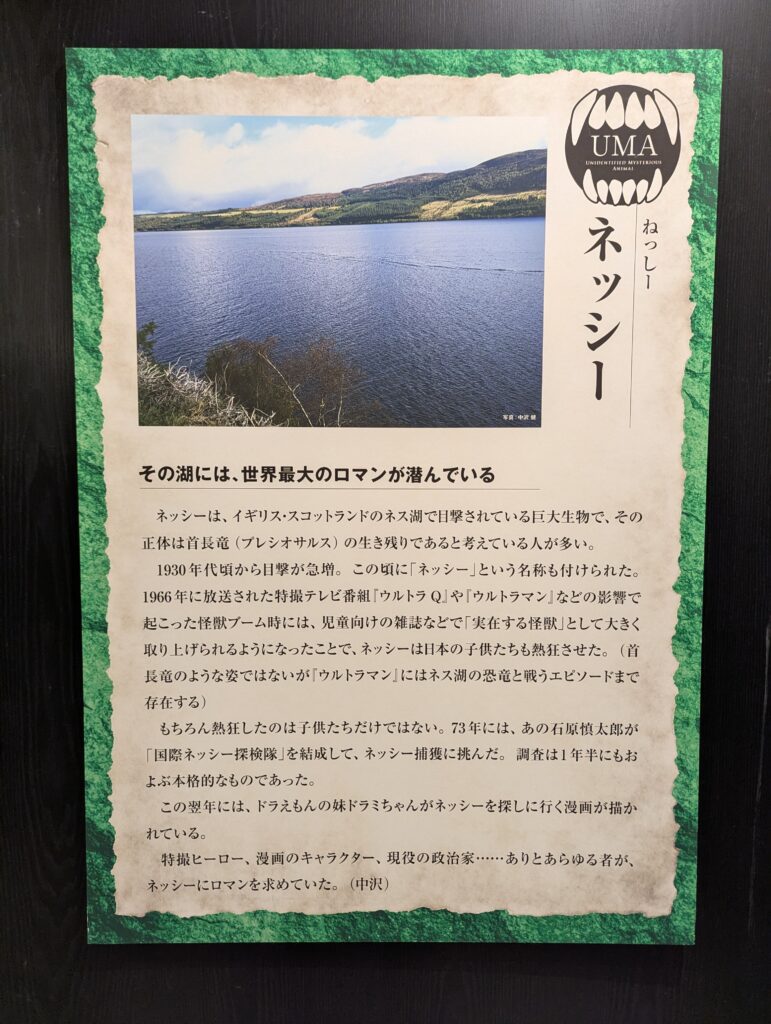 UMA
UNIDENTIFIED MYSTERIOUS
ANIMAL
ねっしー
ネッシー
写真：中沢 健
その湖には、世界最大のロマンが潜んでいる
ネッシーは、イギリス・スコットランドのネス湖で目撃されている巨大生物で、その
正体は首長竜（プレシオサルス）の生き残りであると考えている人が多い。
1930年代頃から目撃が急増。この頃に「ネッシー」という名称も付けられた。
1966年に放送された特撮テレビ番組『ウルトラQ』や『ウルトラマン』などの影響で
起こった怪獣ブーム時には、児童向けの雑誌などで「実在する怪獣」として大きく
取り上げられるようになったことで、ネッシーは日本の子供たちも熱狂させた。（首
長竜のような姿ではないが『ウルトラマン』にはネス湖の恐竜と戦うエピソードまで
存在する）
もちろん熱狂したのは子供たちだけではない。73年には、あの石原慎太郎が
「国際ネッシー探検隊」を結成して、ネッシー捕獲に挑んだ。調査は1年半にもお
よぶ本格的なものであった。
この翌年には、ドラえもんの妹ドラミちゃんがネッシーを探しに行く漫画が描か
れている。
特撮ヒーロー、漫画のキャラクター、現役の政治家……ありとあらゆる者が、
ネッシーにロマンを求めていた。（中沢）